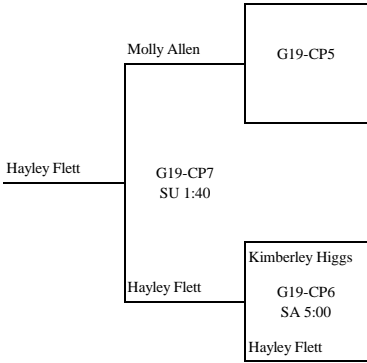 Molly Allen
G19-CP5
Hayley Flett
G19-CP7
SU 1:40
Kimberley Higgs
Hayley Flett
G19-CP6
SA 5:00
Hayley Flett